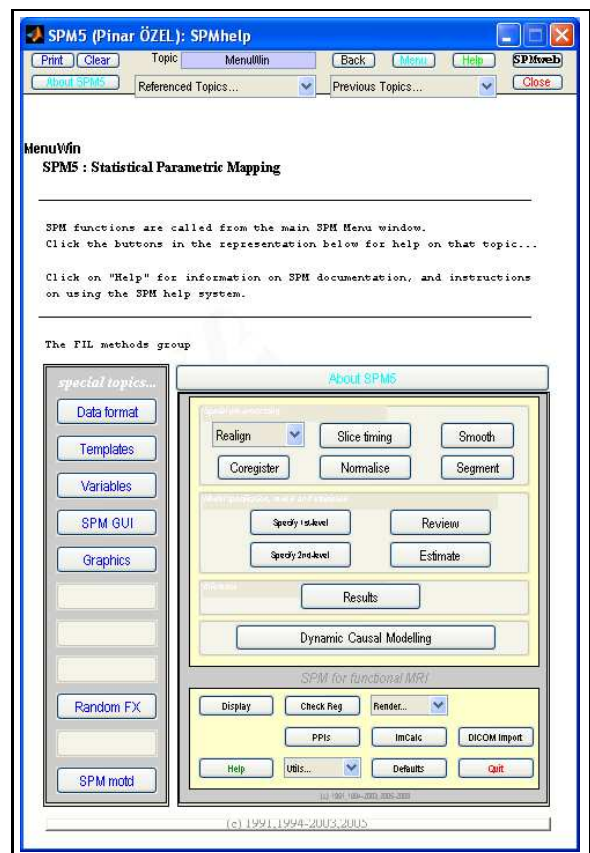 SPM5 (Pinar ÖZEL): SPMhelp
Print Clear Topic MenuWin Back Menu Help SPMweb
About SPM5 Referenced Topics... Previous Topics... Close
MenuWin
SPM5 : Statistical Parametric Mapping
SPM functions are called from the main SPM Menu window.
Click the buttons in the representation below for help on that topic...
Click on "Help" for information on SPM documentation, and instructions
on using the SPM help system.
The FIL methods group
special topics...
Data format
Templates
Variables
SPM GUI
Graphics
Random FX
SPM motd
About SPM5
Realign Slice timing Smooth
Coregister Normalise Segment
Specify 1st-level Review
Specify 2nd-level Estimate
Results
Dynamic Causal Modelling
SPM for functional MRI
Display Check Reg Render...
PPIs ImCalc DICOM Import
Help Utils... Defaults Quit
(c) 1991,1994-2003,2005